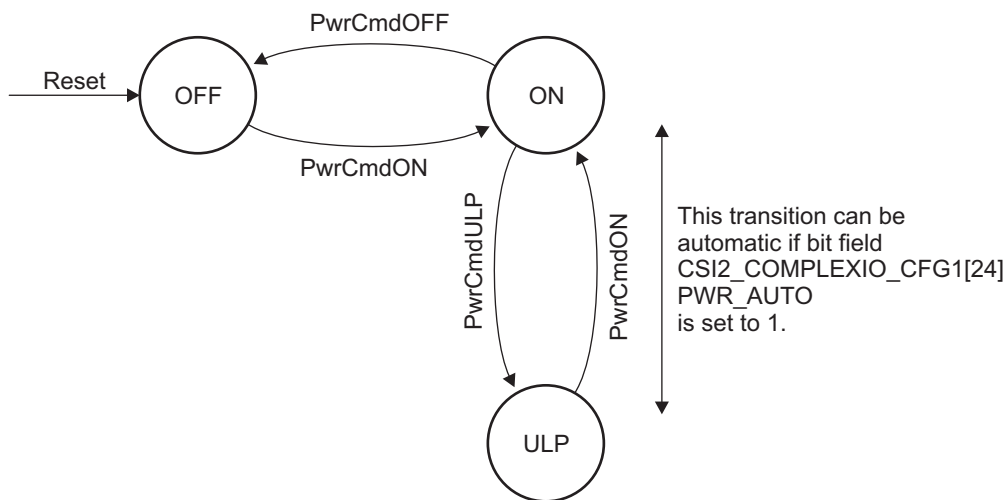 PwrCmdOFF
Reset
OFF
ON
PwrCmdON
PwrCmdULP
PwrCmdON
This transition can be
automatic if bit field
CSI2_COMPLEXIO_CFG1[24]
PWR_AUTO
is set to 1.
ULP